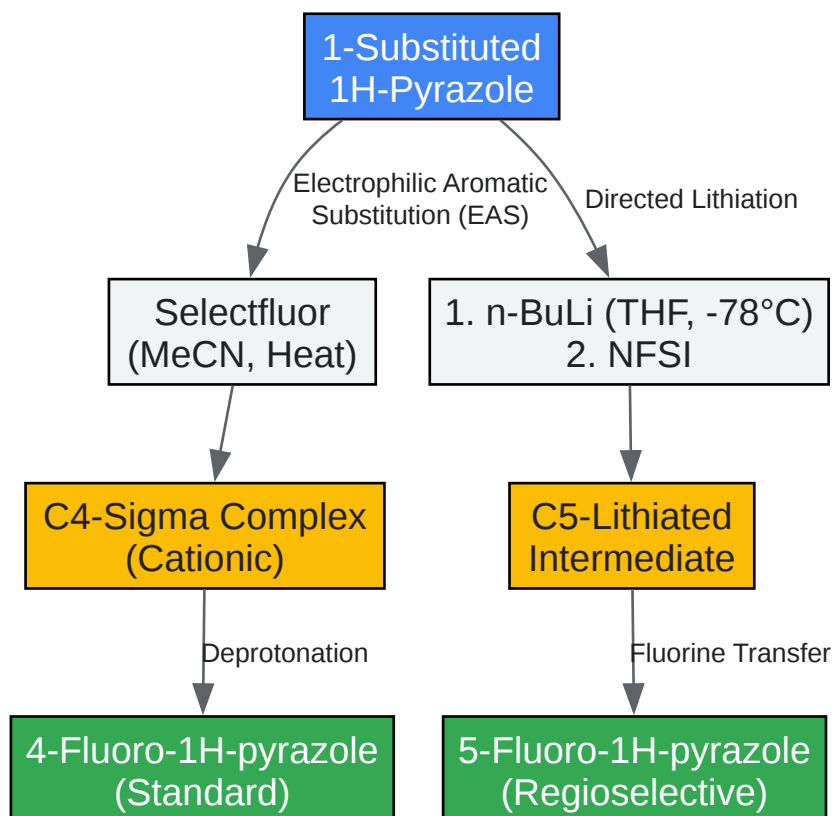 1-Substituted
1H-Pyrazole
Electrophilic Aromatic
Substitution (EAS)
Directed Lithiation
Selectfluor
(MeCN, Heat)
1. n-BuLi (THF, -78°C)
2. NFSI
C4-Sigma Complex
(Cationic)
C5-Lithiated
Intermediate
Deprotonation
Fluorine Transfer
4-Fluoro-1H-pyrazole
(Standard)
5-Fluoro-1H-pyrazole
(Regioselective)